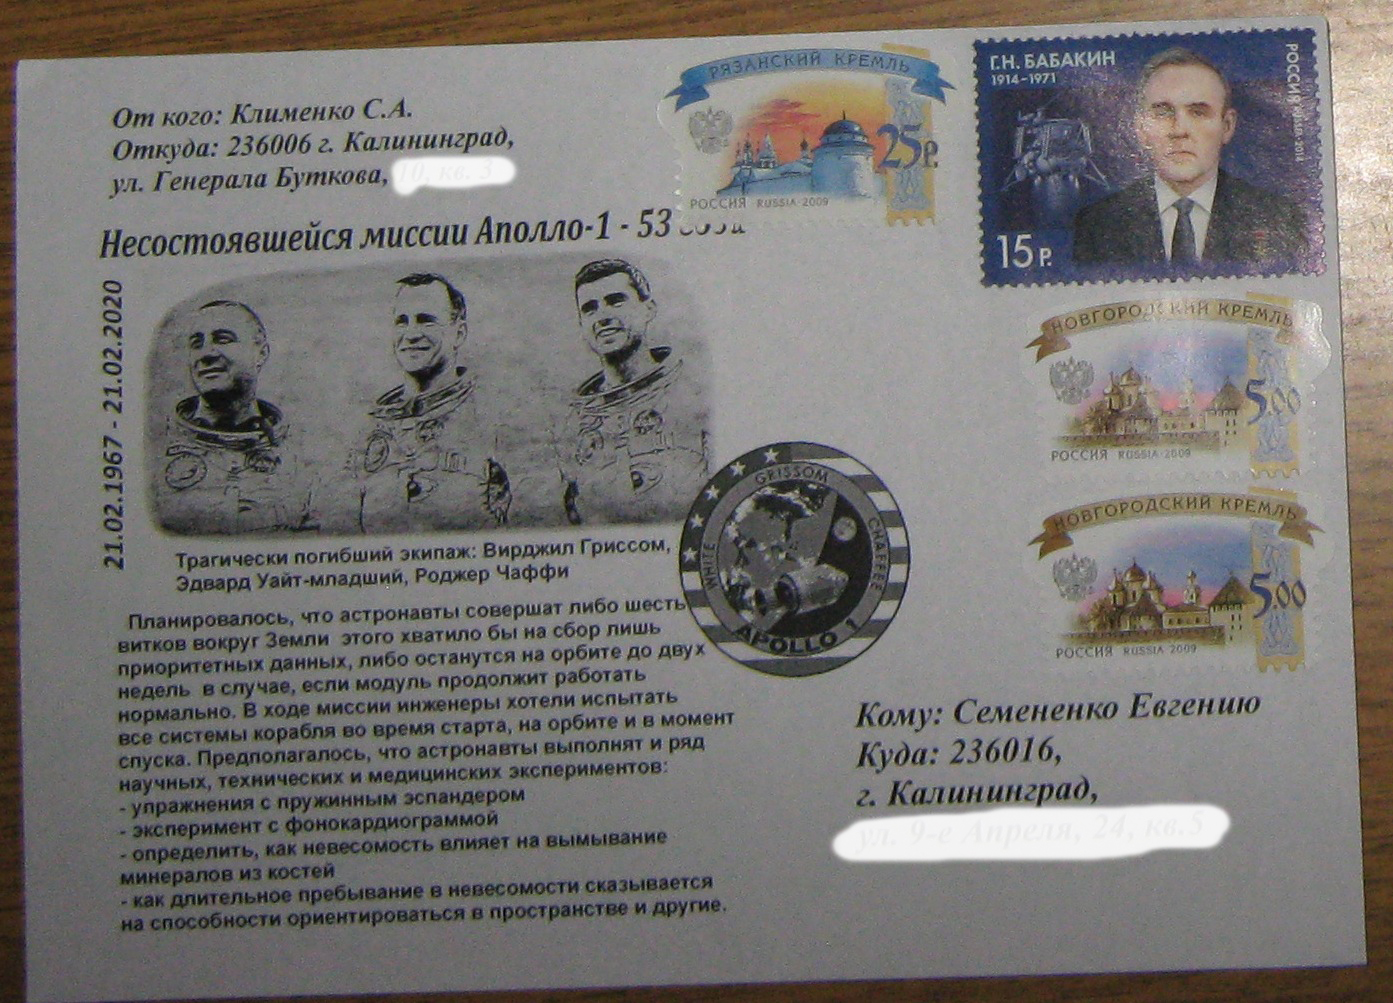 От кого: Клименко С.А.
Откуда: 236006 г. Калининград,
ул. Генерала Буткова,
Несостоявшейся миссии Аполло-1 - 53
21.02.1967 - 21.02.2020
Трагически погибший экипаж: Вирджил Гриссом,
Эдвард Уайт-младший, Роджер Чаффи
Планировалось, что астронавты совершат либо шесть
витков вокруг Земли этого хватило бы на сбор лишь
приоритетных данных, либо останутся на орбите до двух
недель в случае, если модуль продолжит работать
нормально. В ходе миссии инженеры хотели испытать
все системы корабля во время старта, на орбите и в момент
спуска. Предполагалось, что астронавты выполнят и ряд
научных, технических и медицинских экспериментов:
- упражнения с пружинным эспандером
- эксперимент с фонокардиограммой
- определить, как невесомость влияет на вымывание
минералов из костей
- как длительное пребывание в невесомости сказывается
на способности ориентироваться в пространстве и другие.
GRISSOM
WHITE
CHAFFEE
APOLLO 1
РЯЗАНСКИЙ КРЕМЛЬ
25 р.
РОССИЯ RUSSIA 2009
Г.Н. БАБАКИН
1914-1971
РОССИЯ RUSSIA·2014
15 р.
НОВГОРОДСКИЙ КРЕМЛЬ
5.00
РОССИЯ RUSSIA 2009
НОВГОРОДСКИЙ КРЕМЛЬ
5.00
РОССИЯ RUSSIA 2009
Кому: Семененко Евгению
Куда: 236016,
г. Калининград,